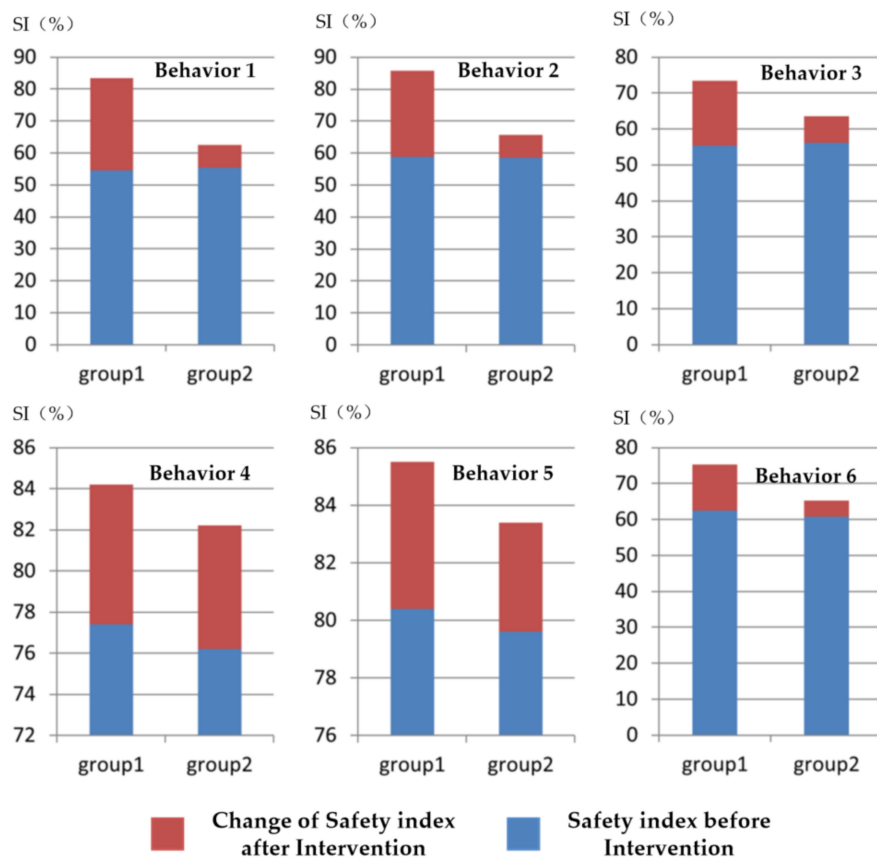 SI（%）
SI（%）
SI（%）
Behavior 1
90
80
70
60
50
40
30
20
10
0
group1
group2
Behavior 2
90
80
70
60
50
40
30
20
10
0
group1
group2
Behavior 3
80
70
60
50
40
30
20
10
0
group1
group2
SI（%）
SI（%）
SI（%）
Behavior 4
86
84
82
80
78
76
74
72
group1
group2
Behavior 5
86
84
82
80
78
76
group1
group2
Behavior 6
80
70
60
50
40
30
20
10
0
group1
group2
Change of Safety index
after Intervention
Safety index before
Intervention